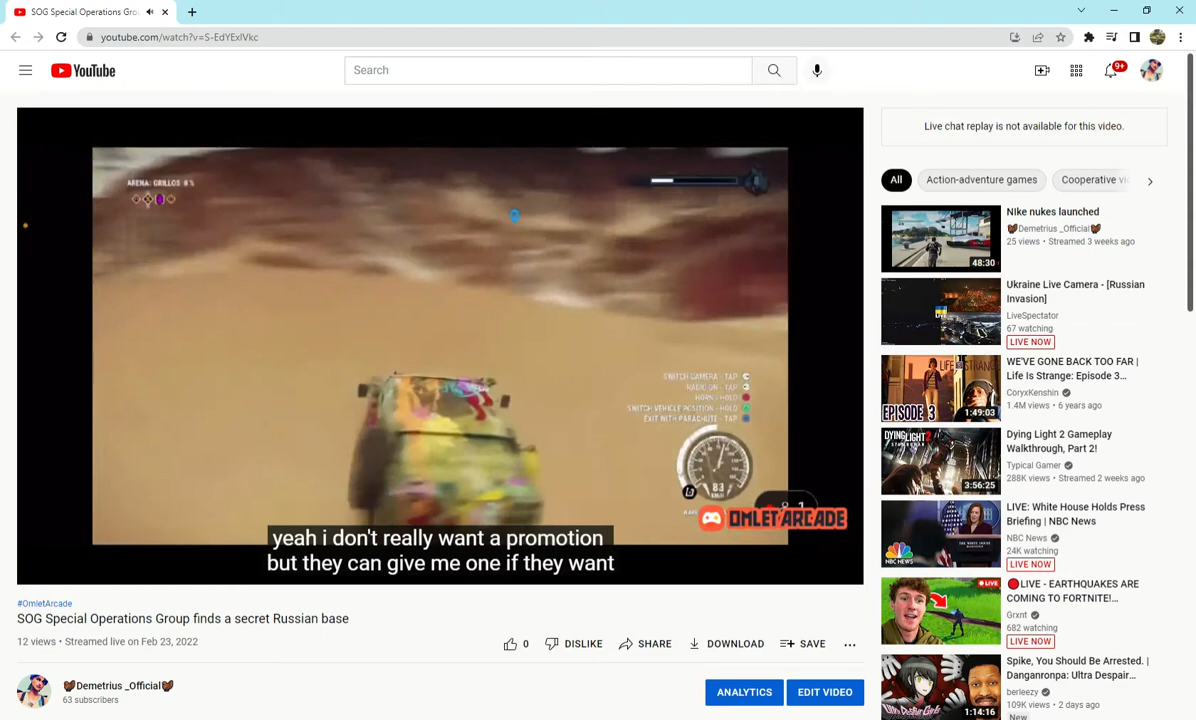 SOG Special Operations Gro
youtube.com/watch?v=S-EdYExIVkc
YouTube
Search
9+
ARENA: GRILLOS 8%
SWITCH CAMERA - TAP
RADIO ON - TAP
HORN - HOLD
SWITCH VEHICLE POSITION - HOLD
EXIT WITH PARACHUTE - TAP
83
OMLET ARCADE
yeah i don't really want a promotion
but they can give me one if they want
#OmletArcade
SOG Special Operations Group finds a secret Russian base
12 views • Streamed live on Feb 23, 2022
0 DISLIKE SHARE DOWNLOAD SAVE
Demetrius _Official
63 subscribers
ANALYTICS EDIT VIDEO
Live chat replay is not available for this video.
All Action-adventure games Cooperative
NIke nukes launched
Demetrius _Official
25 views • Streamed 3 weeks ago
48:30
Ukraine Live Camera - [Russian
Invasion]
LiveSpectator
67 watching
LIVE NOW
WE'VE GONE BACK TOO FAR |
Life Is Strange: Episode 3...
CoryxKenshin
1.4M views • 6 years ago
EPISODE 3
1:49:03
Dying Light 2 Gameplay
Walkthrough, Part 2!
Typical Gamer
288K views • Streamed 2 weeks ago
DYING LIGHT 2
3:56:25
LIVE: White House Holds Press
Briefing | NBC News
NBC News
24K watching
LIVE NOW
NBC NEWS
LIVE - EARTHQUAKES ARE
COMING TO FORTNITE!...
Grxnt
682 watching
LIVE NOW
LIVE
Spike, You Should Be Arrested. |
Danganronpa: Ultra Despair...
berleezy
109K views • 2 days ago
New
1:14:16